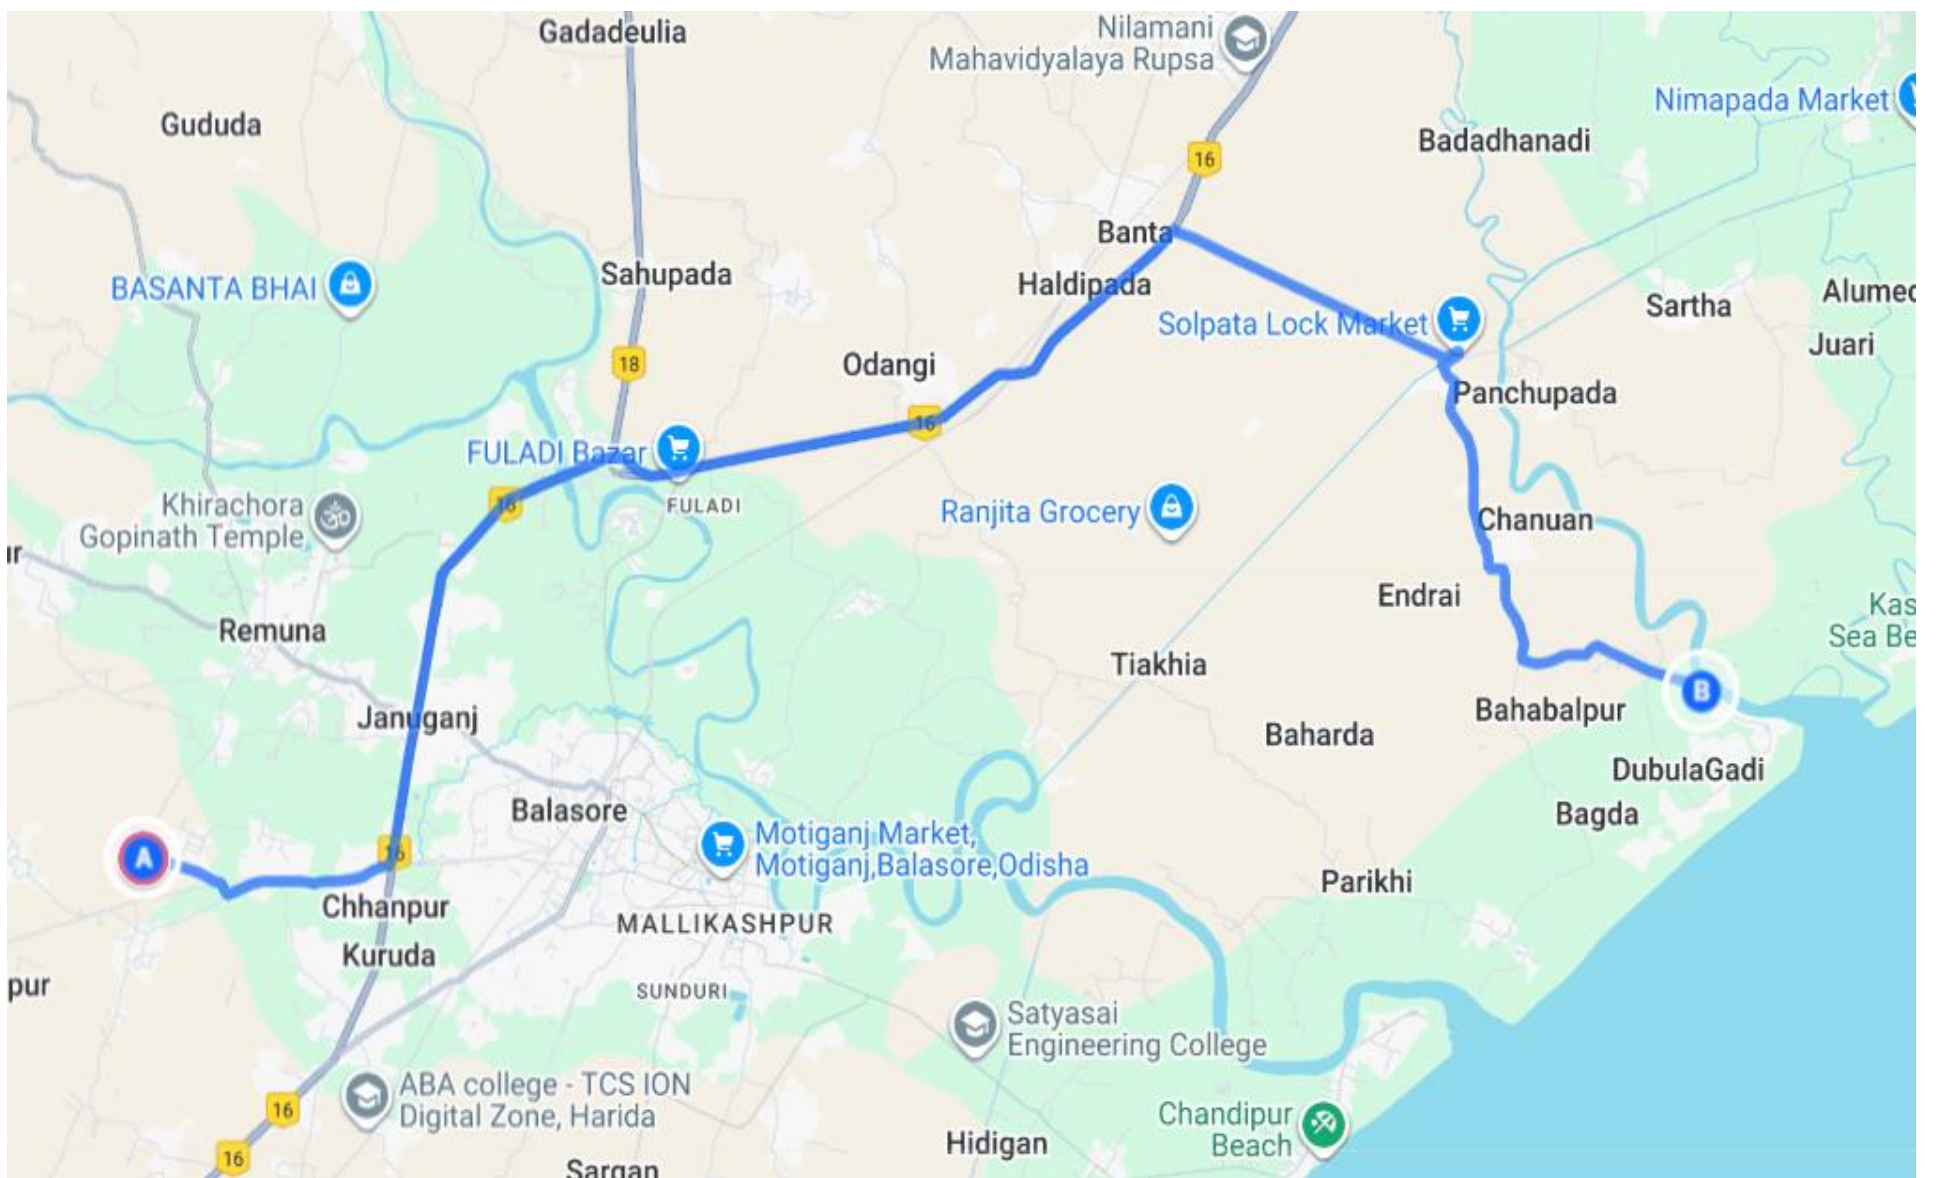 Gadadeulia
Nilamani
Mahavidyalaya Rupsa
Nimapada Market
Gududa
Badadhanadi
16
Banta
Sahupada
BASANTA BHAI
Haldipada
Alumed
Sartha
Solpata Lock Market
Juari
18
Odangi
Panchupada
16
FULADI Bazar
16
FULADI
Khirachora
Gopinath Temple
Ranjita Grocery
Chanuan
ur
Endrai
Kas
Sea Be
Remuna
Tiakhia
Januganj
Bahabalpur
B
Baharda
DubulaGadi
Balasore
Bagda
Motiganj Market,
Motiganj,Balasore,Odisha
16
A
Parikhi
Chhanpur
MALLIKASHPUR
Kuruda
pur
SUNDURI
Satyasai
Engineering College
ABA college - TCS ION
Digital Zone, Harida
16
Chandipur
Beach
Hidigan
16
Sargan